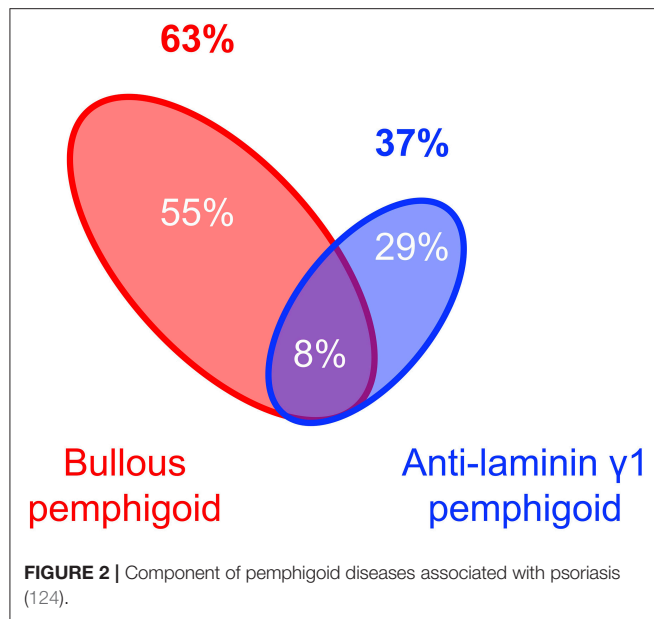 63%
37%
55%
29%
8%
Bullous
pemphigoid
Anti-laminin γ1
pemphigoid
FIGURE 2 | Component of pemphigoid diseases associated with psoriasis
(124).